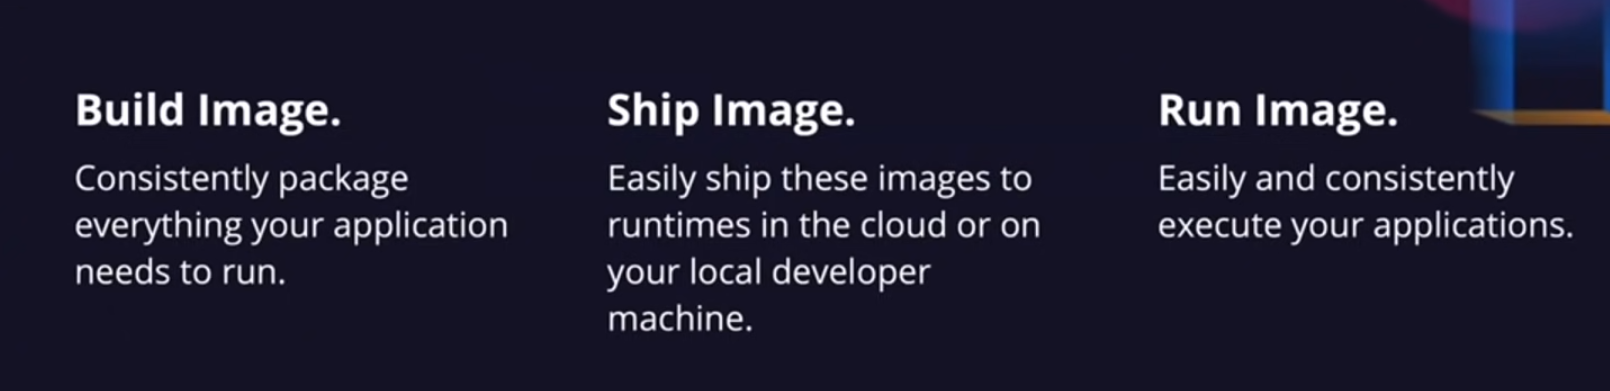 Build Image.
Consistently package
everything your application
needs to run.
Ship Image.
Easily ship these images to
runtimes in the cloud or on
your local developer
machine.
Run Image.
Easily and consistently
execute your applications.